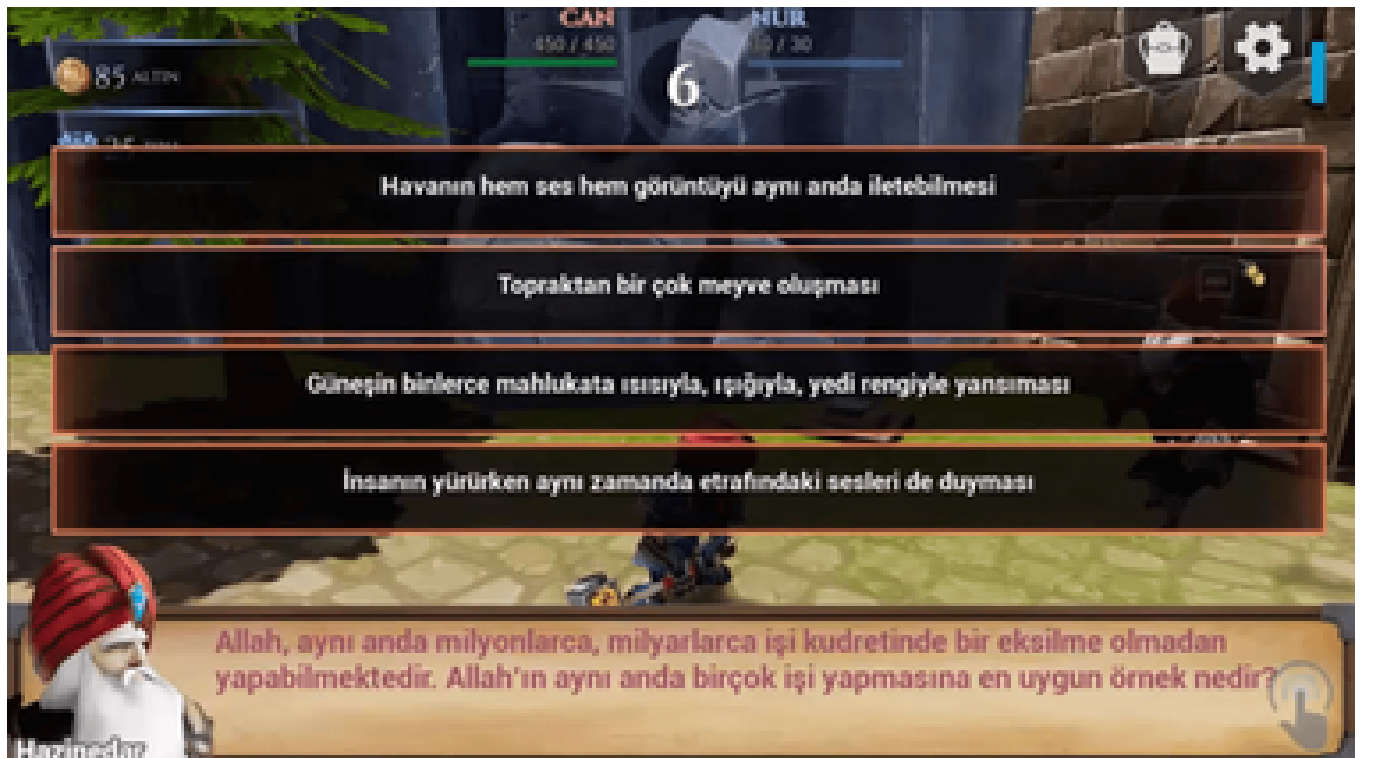 CAN
450 / 450
NUR
/ 30
85 ALTIN
6
Havanın hem ses hem görüntüyü aynı anda iletebilmesi
Topraktan bir çok meyve oluşması
Güneşin binlerce mahlukata ısısıyla, ışığıyla, yedi rengiyle yansıması
İnsanın yürürken aynı zamanda etrafındaki sesleri de duyması
Allah, aynı anda milyonlarca, milyarlarca işi kudretinde bir eksilme olmadan
yapabilmektedir. Allah'ın aynı anda birçok işi yapmasına en uygun örnek nedir?
Hazinedar